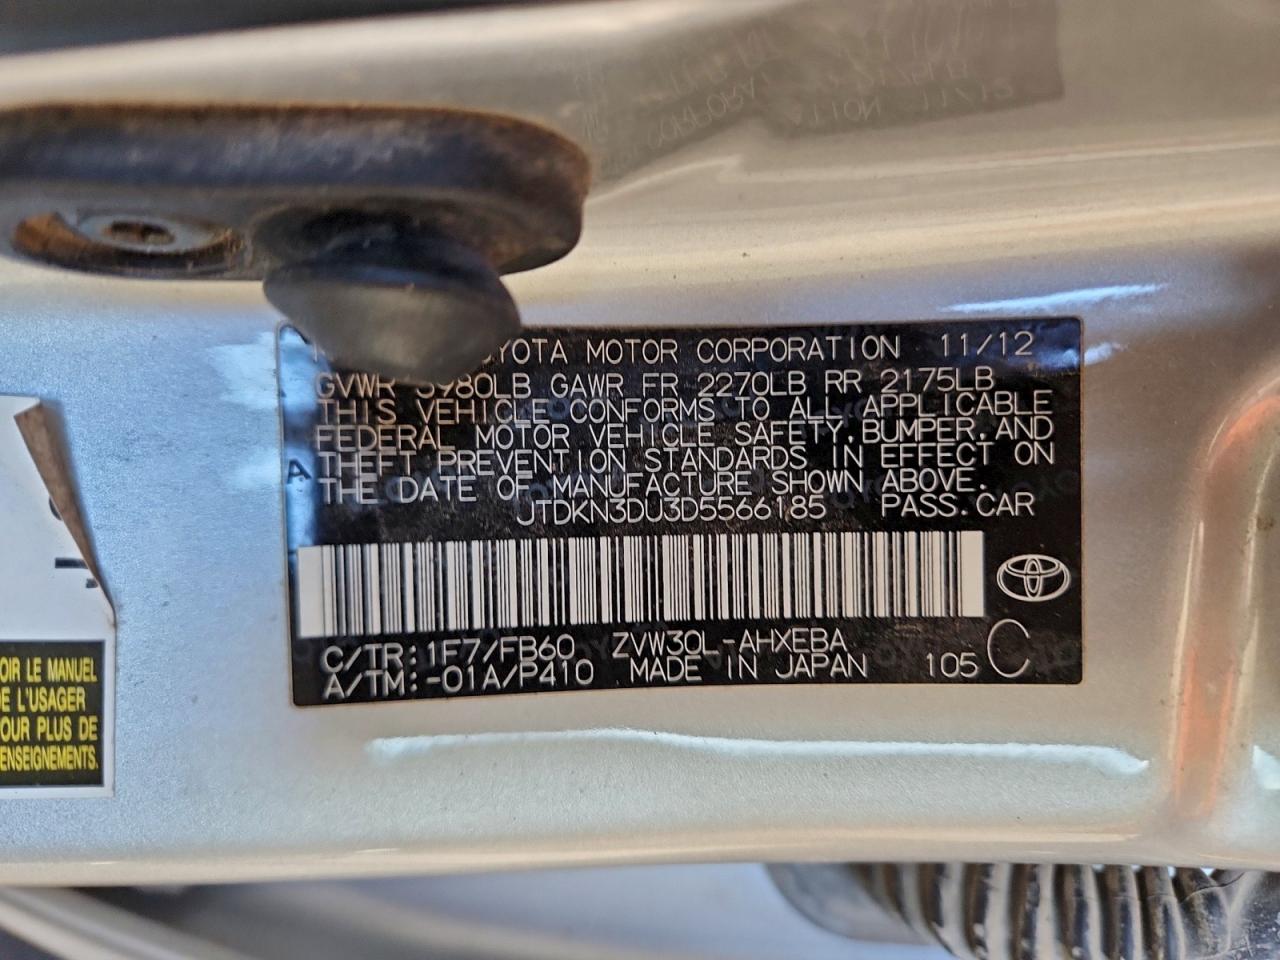 TOYOTA MOTOR CORPORATION 11/12
GVWR 3980LB GAWR FR 2270LB RR 2175LB
THIS VEHICLE CONFORMS TO ALL APPLICABLE
FEDERAL MOTOR VEHICLE SAFETY, BUMPER, AND
THEFT PREVENTION STANDARDS IN EFFECT ON
THE DATE OF MANUFACTURE SHOWN ABOVE.
JTDKN3DU3D5566185 PASS. CAR
C/TR: 1F7/FB60 ZVW30L-AHXEBA
A/TM: -01A/P410 MADE IN JAPAN 105 C
OIR LE MANUEL
E L'USAGER
OUR PLUS DE
ENSEIGNEMENTS.